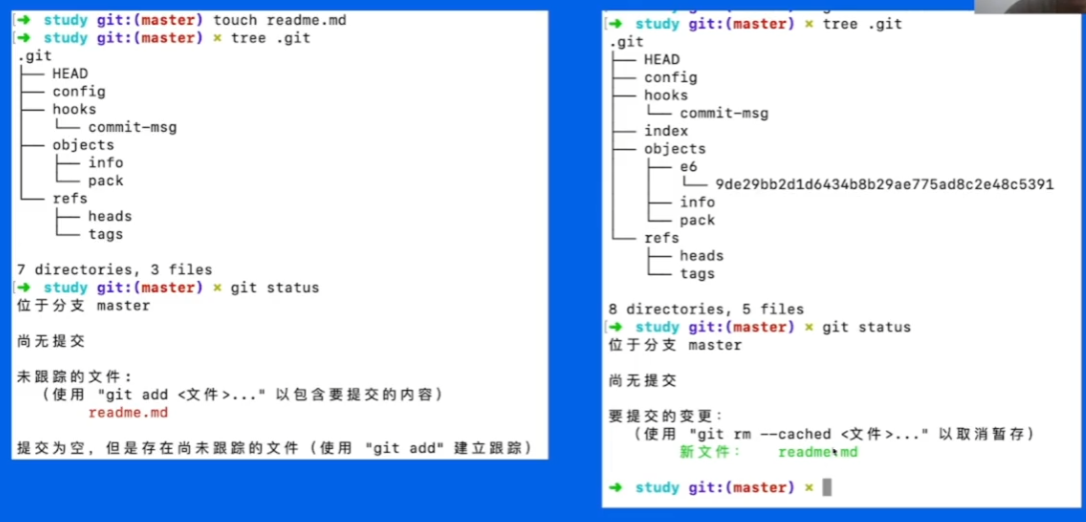 [➜ study git:(master) touch readme.md
[➜ study git:(master) × tree .git
.git
├── HEAD
├── config
├── hooks
│   └── commit-msg
├── objects
│   ├── info
│   └── pack
└── refs
    ├── heads
    └── tags
7 directories, 3 files
[➜ study git:(master) × git status
位于分支 master
尚无提交
未跟踪的文件:
（使用 "git add <文件>..." 以包含要提交的内容）
readme.md
提交为空，但是存在尚未跟踪的文件（使用 "git add" 建立跟踪）
[➜ study git:(master) × tree .git
.git
├── HEAD
├── config
├── hooks
│   └── commit-msg
├── index
├── objects
│   ├── e6
│   │   └── 9de29bb2d1d6434b8b29ae775ad8c2e48c5391
│   ├── info
│   └── pack
└── refs
    ├── heads
    └── tags
8 directories, 5 files
[➜ study git:(master) × git status
位于分支 master
尚无提交
要提交的变更:
（使用 "git rm --cached <文件>..." 以取消暂存）
新文件: readme.md
➜ study git:(master) ×